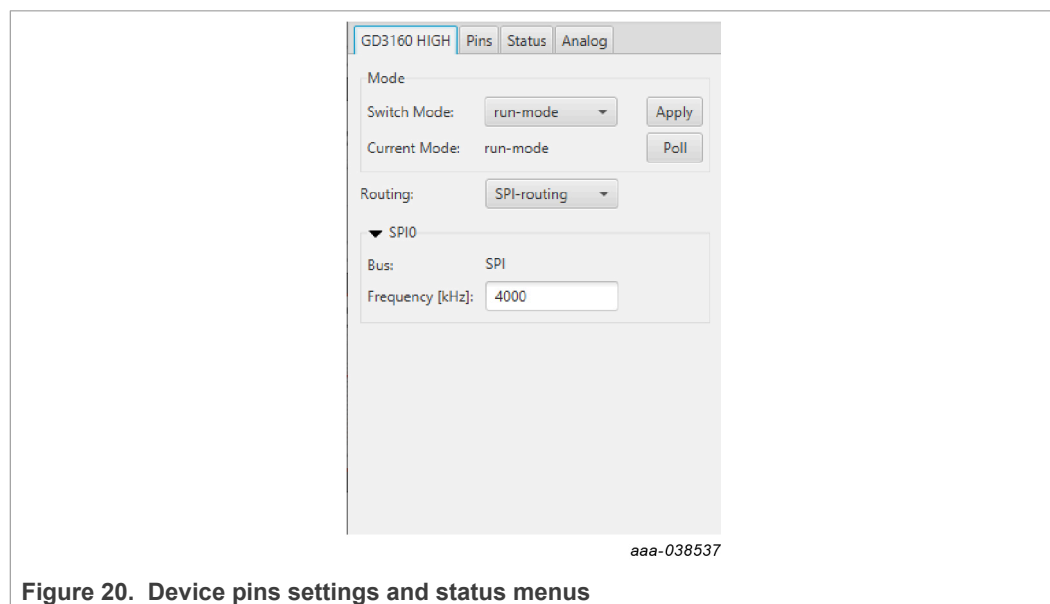 GD3160 HIGH Pins Status Analog
Mode
Switch Mode: run-mode Apply
Current Mode: run-mode Poll
Routing: SPI-routing
SPI0
Bus: SPI
Frequency [kHz]: 4000
aaa-038537
Figure 20. Device pins settings and status menus